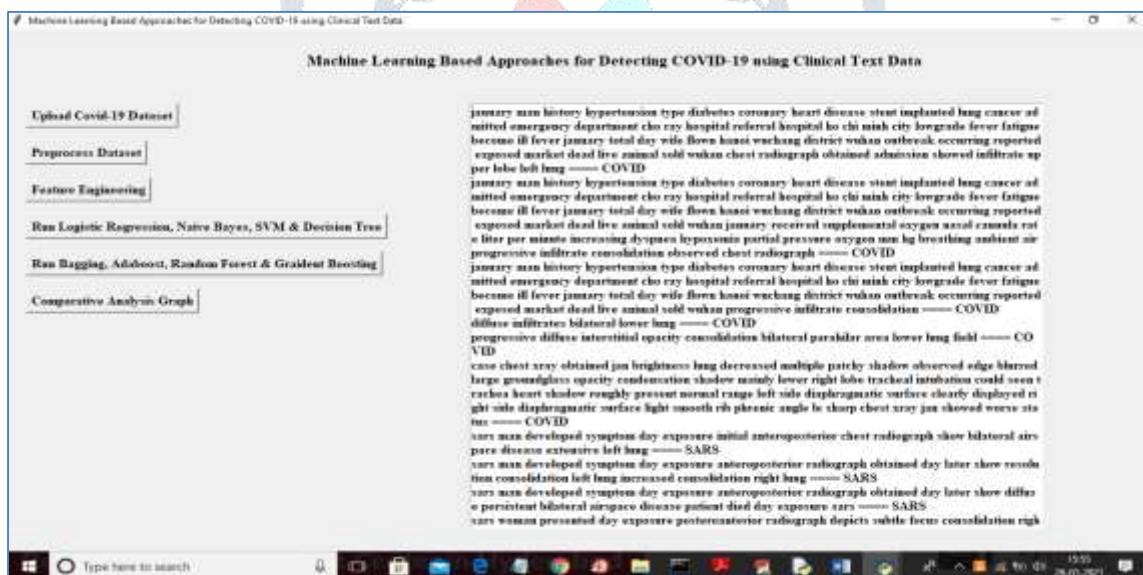 Machine Learning Based Approaches for Detecting COVID-19 using Clinical Text Data
Machine Learning Based Approaches for Detecting COVID-19 using Clinical Text Data
Upload Covid-19 Dataset
Preprocess Dataset
Feature Engineering
Run Logistic Regression, Naive Bayes, SVM & Decision Tree
Run Bagging, Adaboost, Random Forest & Graident Boosting
Comparative Analysis Graph
january man history hypertension type diabetes coronary heart disease stent implanted lung cancer ad
mitted emergency department cho ray hospital referral hospital ho chi minh city lowgrade fever fatigue
become ill fever january total day wife flown hanoi wuchang district wuhan outbreak occurring reported
exposed market dead live animal sold wuhan chest radiograph obtained admission showed infiltrate up
per lobe left lung ===== COVID
january man history hypertension type diabetes coronary heart disease stent implanted lung cancer ad
mitted emergency department cho ray hospital referral hospital ho chi minh city lowgrade fever fatigue
become ill fever january total day wife flown hanoi wuchang district wuhan outbreak occurring reported
exposed market dead live animal sold wuhan january received supplemental oxygen nasal cannula rat
e liter per minute increasing dyspnea hypoxemia partial pressure oxygen mm hg breathing ambient air
progressive infiltrate consolidation observed chest radiograph ===== COVID
january man history hypertension type diabetes coronary heart disease stent implanted lung cancer ad
mitted emergency department cho ray hospital referral hospital ho chi minh city lowgrade fever fatigue
become ill fever january total day wife flown hanoi wuchang district wuhan outbreak occurring reported
exposed market dead live animal sold wuhan progressive infiltrate consolidation ===== COVID
diffuse infiltrates bilateral lower lung ===== COVID
progressive diffuse interstitial opacity consolidation bilateral parahilar area lower lung field ===== CO
VID
case chest xray obtained jan brightness lung decreased multiple patchy shadow observed edge blurred
large groundglass opacity condensation shadow mainly lower right lobe tracheal intubation could seen t
rachea heart shadow roughly present normal range left side diaphragmatic surface clearly displayed ri
ght side diaphragmatic surface light smooth rib phrenic angle le sharp chest xray jan showed worse sta
tus ===== COVID
sars man developed symptom day exposure initial anteroposterior chest radiograph show bilateral airs
pace disease extensive left lung ===== SARS
sars man developed symptom day exposure anteroposterior radiograph obtained day later show resolu
tion consolidation left lung increased consolidation right lung ===== SARS
sars man developed symptom day exposure anteroposterior radiograph obtained day later show diffus
e persistent bilateral airspace disease patient died day exposure sars ===== SARS
sars woman presented day exposure posteroanterior radiograph depicts subtle focus consolidation righ
Type here to search
15:55